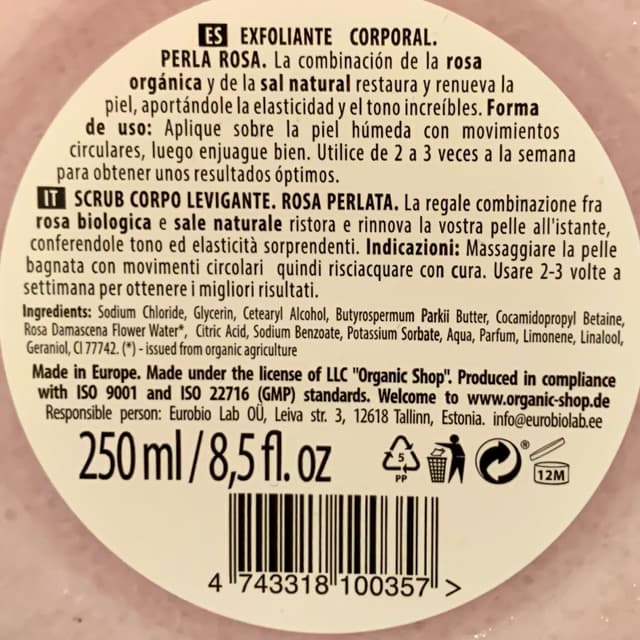 ES EXFOLIANTE CORPORAL.
PERLA ROSA. La combinación de la rosa
orgánica y de la sal natural restaura y renueva la
piel, aportándole la elasticidad y el tono increíbles. Forma
de uso: Aplique sobre la piel húmeda con movimientos
circulares, luego enjuague bien. Utilice de 2 a 3 veces a la semana
para obtener unos resultados óptimos.
IT SCRUB CORPO LEVIGANTE. ROSA PERLATA. La regale combinazione fra
rosa biologica e sale naturale ristora e rinnova la vostra pelle all'istante,
conferendole tono ed elasticità sorprendenti. Indicazioni: Massaggiare la pelle
bagnata con movimenti circolari quindi risciacquare con cura. Usare 2-3 volte a
settimana per ottenere i migliori risultati.
Ingredients: Sodium Chloride, Glycerin, Cetearyl Alcohol, Butyrospermum Parkii Butter, Cocamidopropyl Betaine,
Rosa Damascena Flower Water*, Citric Acid, Sodium Benzoate, Potassium Sorbate, Aqua, Parfum, Limonene, Linalool,
Geraniol, CI 77742. (*) - issued from organic agriculture
Made in Europe. Made under the license of LLC "Organic Shop". Produced in compliance
with ISO 9001 and ISO 22716 (GMP) standards. Welcome to www.organic-shop.de
Responsible person: Eurobio Lab OÜ, Leiva str. 3, 12618 Tallinn, Estonia. info@eurobiolab.ee
250 ml / 8,5 fl. oz
5
PP
®
12M
4 743318 100357 >